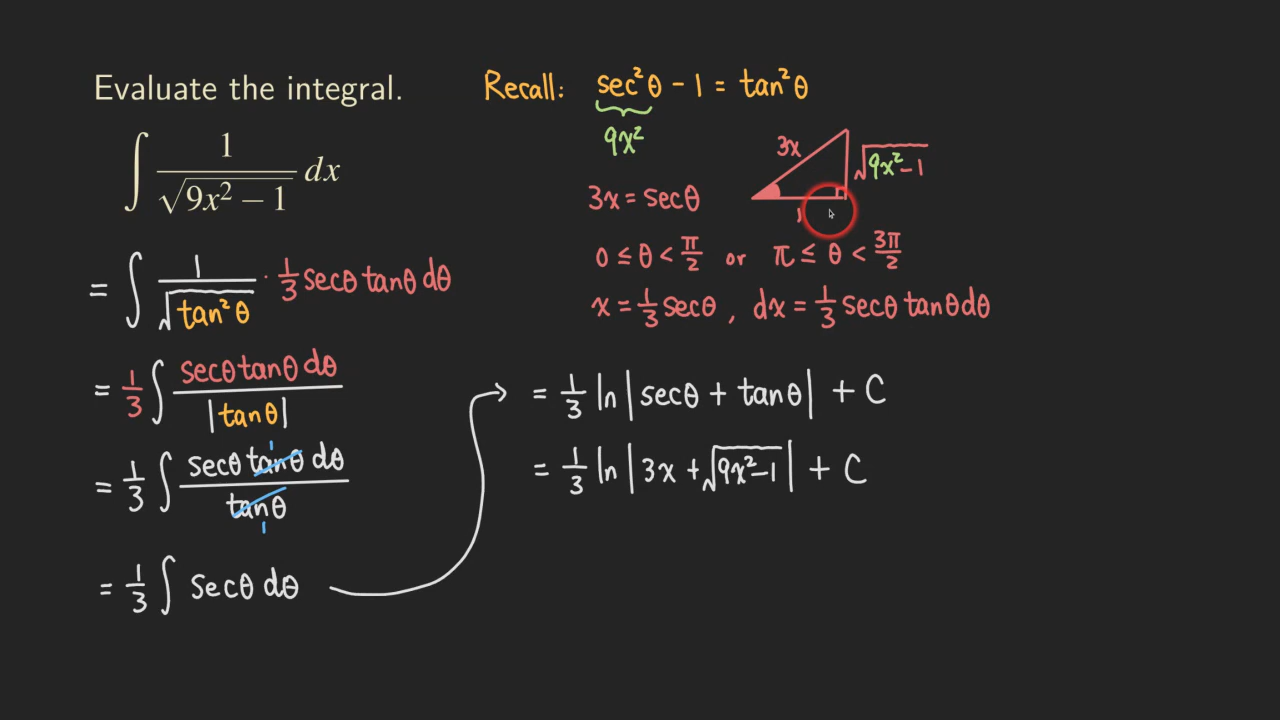 Evaluate the integral.
∫ 1/√(9x² − 1) dx
= ∫ 1/√(tan²θ) · 1/3 secθ tanθ dθ
= 1/3 ∫ secθ tanθ dθ / |tanθ|
= 1/3 ∫ secθ tanθ dθ / tanθ
1
1
= 1/3 ∫ secθ dθ
Recall: sec²θ − 1 = tan²θ
9x²
3x
√(9x²−1)
1
3x = secθ
0 ≤ θ < π/2 or π ≤ θ < 3π/2
x = 1/3 secθ , dx = 1/3 secθ tanθ dθ
= 1/3 ln|secθ + tanθ| + C
= 1/3 ln|3x + √(9x²−1)| + C